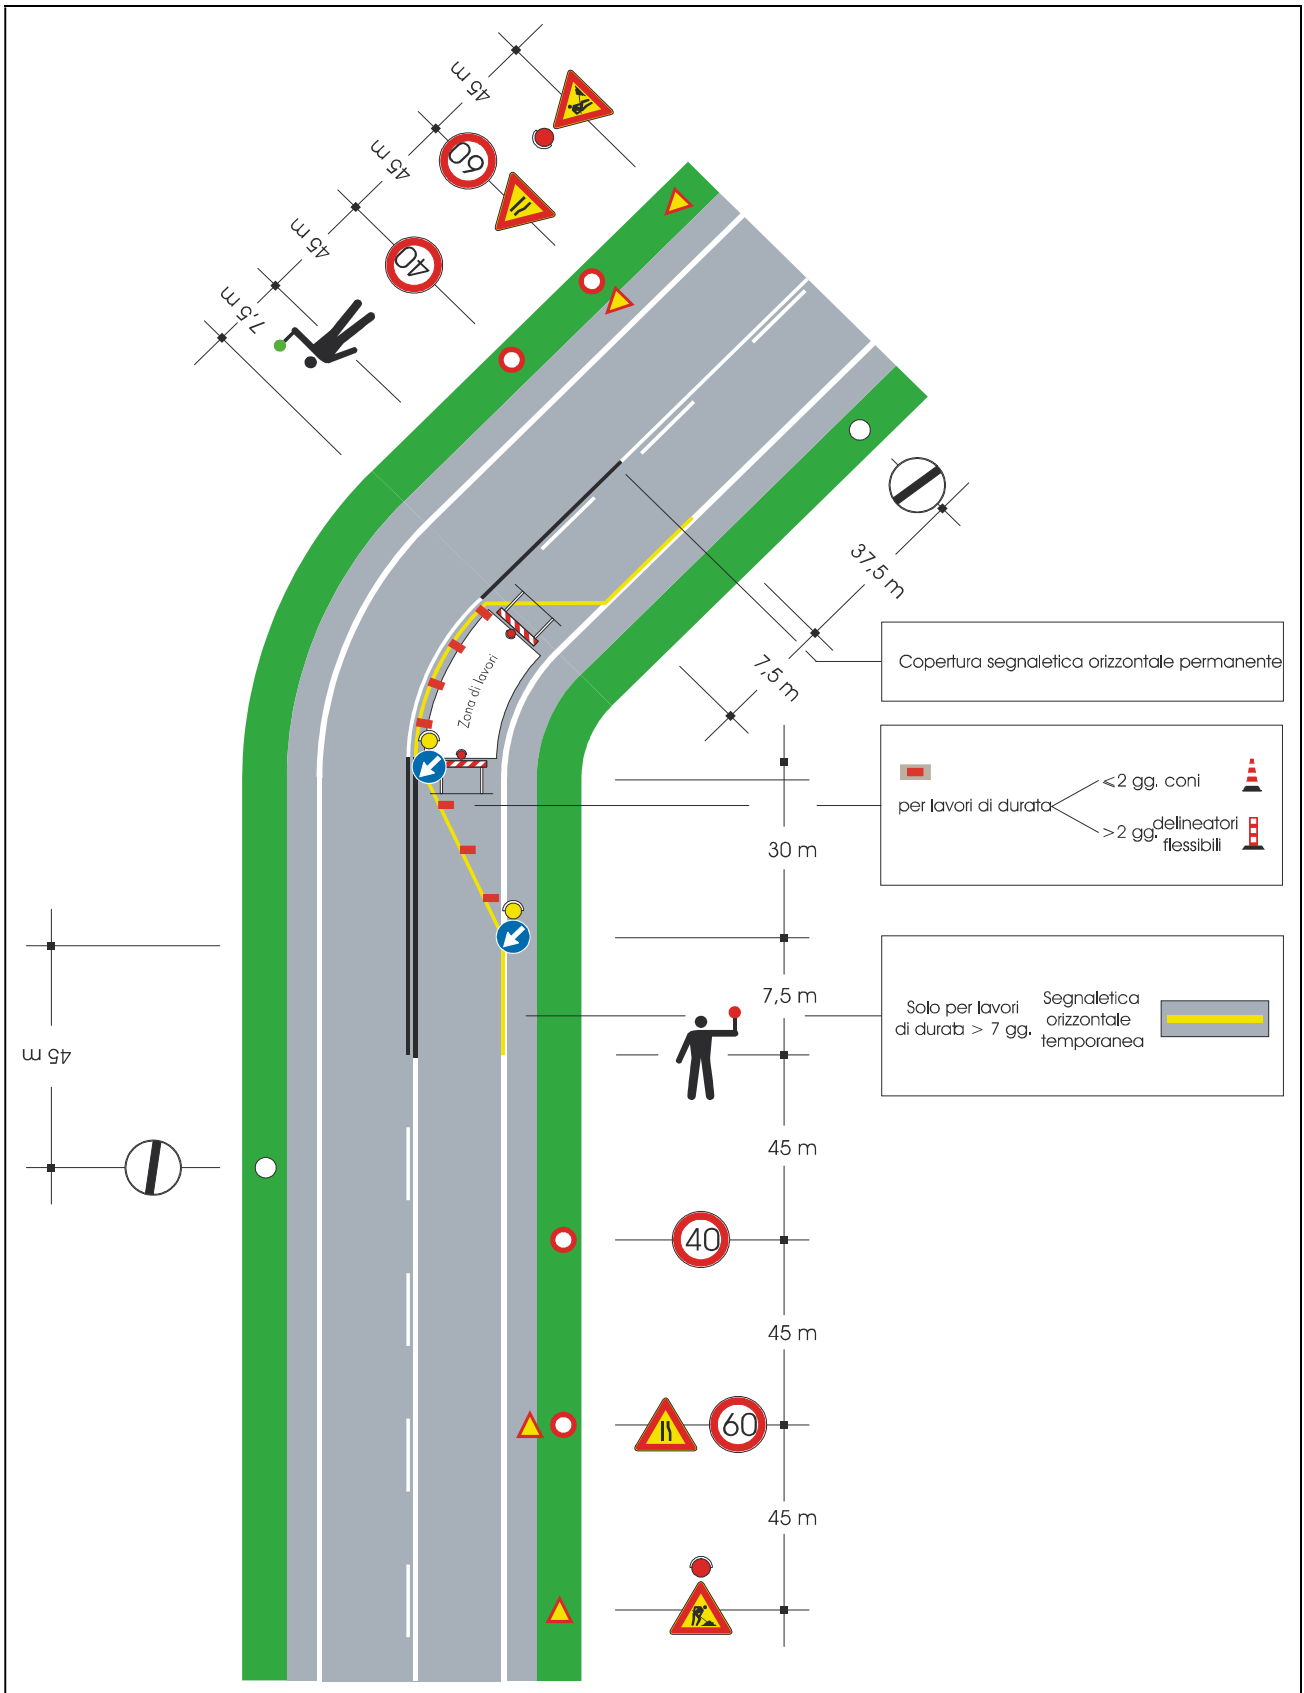 45 m
45 m
60
45 m
40
7,5 m
37,5 m
7,5 m
Copertura segnaletica orizzontale permanente
Zona di lavori
<2 gg. coni
per lavori di durata
>2 gg. delineatori
flessibili
30 m
7,5 m
Solo per lavori
di durata > 7 gg.
Segnaletica
orizzontale
temporanea
45 m
45 m
40
45 m
60
45 m